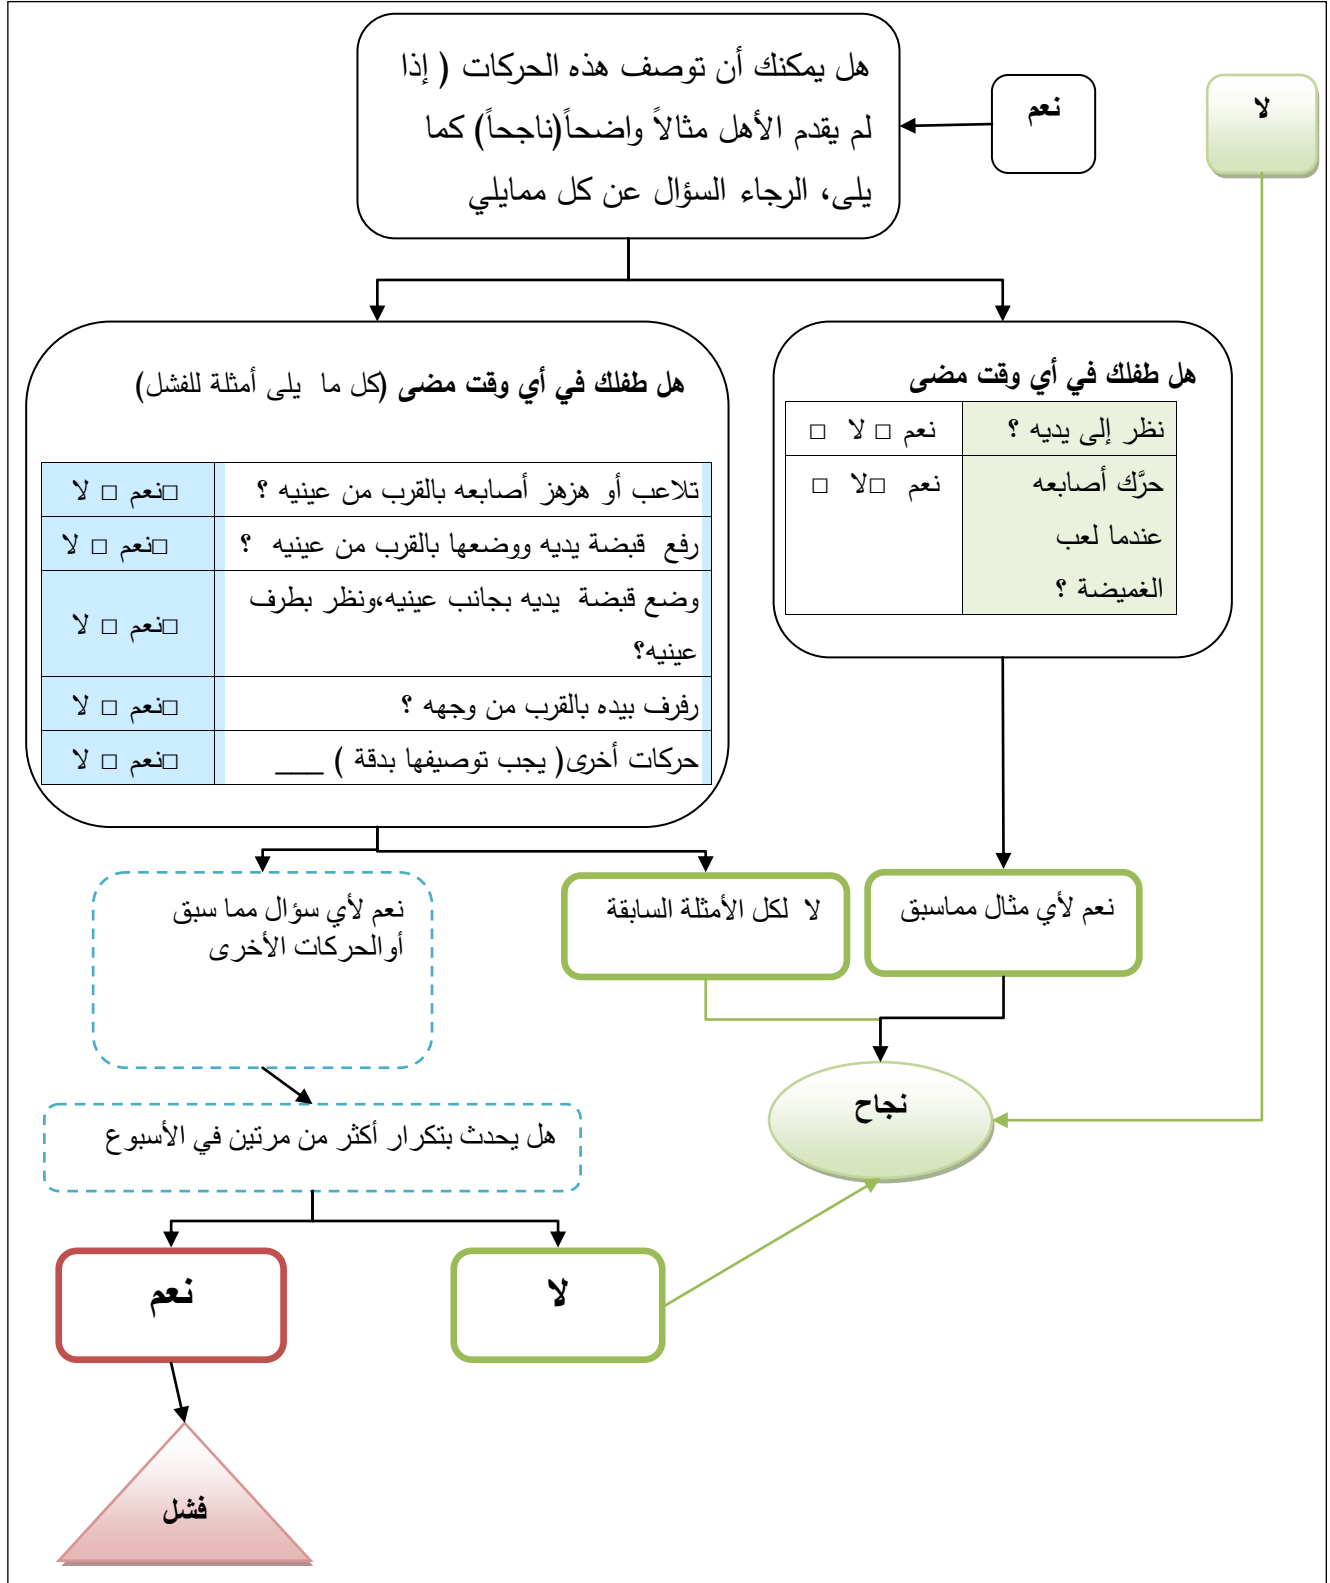 لا
نعم
هل يمكنك أن توصف هذه الحركات ( إذا
لم يقدم الأهل مثالاً واضحاً(ناجحاً) كما
يلى، الرجاء السؤال عن كل ممايلي
هل طفلك في أي وقت مضى
نظر إلى يديه ؟ نعم □ لا □
حرَّك أصابعه نعم □لا □
عندما لعب
الغميضة ؟
هل طفلك في أي وقت مضى (كل ما يلى أمثلة للفشل)
تلاعب أو هزهز أصابعه بالقرب من عينيه ؟ □نعم □ لا
رفع قبضة يديه ووضعها بالقرب من عينيه ؟ □نعم □ لا
وضع قبضة يديه بجانب عينيه،ونظر بطرف
عينيه؟ □نعم □ لا
رفرف بيده بالقرب من وجهه ؟ □نعم □ لا
حركات أخرى( يجب توصيفها بدقة ) ___ □نعم □ لا
نعم لأي مثال مماسبق
لا لكل الأمثلة السابقة
نعم لأي سؤال مما سبق
أوالحركات الأخرى
نجاح
هل يحدث بتكرار أكثر من مرتين في الأسبوع
لا
نعم
فشل